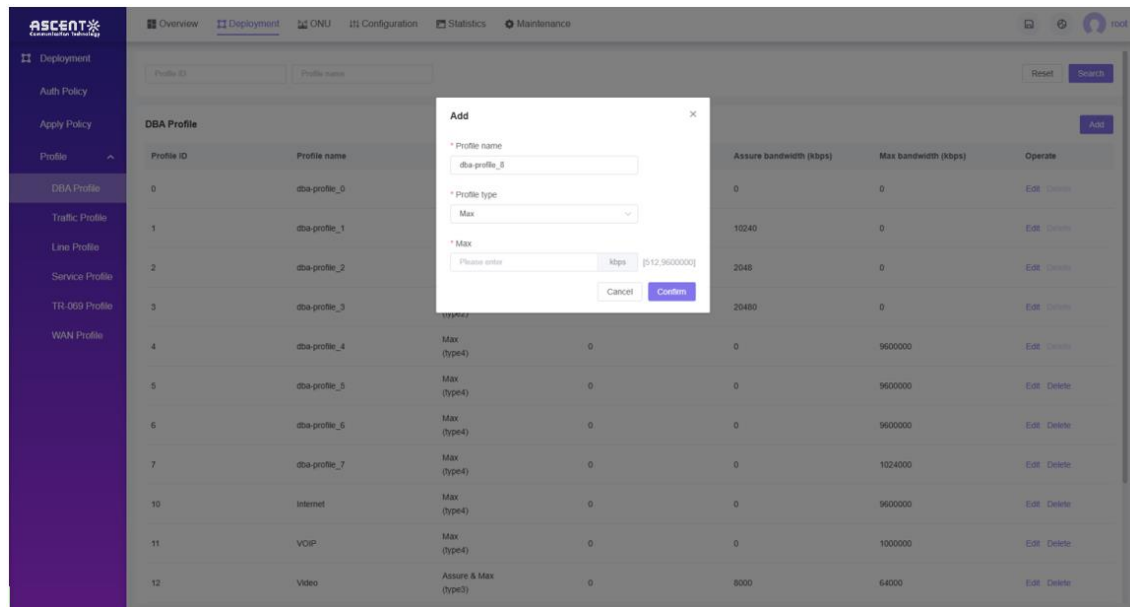 ASCENT
Communication Technology
Overview Deployment ONU Configuration Statistics Maintenance root
Deployment
Auth Policy
Apply Policy
Profile
DBA Profile
Traffic Profile
Line Profile
Service Profile
TR-069 Profile
WAN Profile
Profile ID Profile name Reset Search
DBA Profile Add
Profile ID Profile name Assure bandwidth (kbps) Max bandwidth (kbps) Operate
0 dba-profile_0 0 0 Edit Delete
1 dba-profile_1 10240 0 Edit Delete
2 dba-profile_2 2048 0 Edit Delete
3 dba-profile_3 20480 0 Edit Delete
4 dba-profile_4 Max (type4) 0 0 9600000 Edit Delete
5 dba-profile_5 Max (type4) 0 0 9600000 Edit Delete
6 dba-profile_6 Max (type4) 0 0 9600000 Edit Delete
7 dba-profile_7 Max (type4) 0 0 1024000 Edit Delete
10 Internet Max (type4) 0 0 9600000 Edit Delete
11 VOIP Max (type4) 0 0 1000000 Edit Delete
12 Video Assure & Max (type3) 0 8000 64000 Edit Delete
Add
* Profile name
* Profile type
Max
* Max
Please enter kbps [512,9600000]
Cancel Confirm